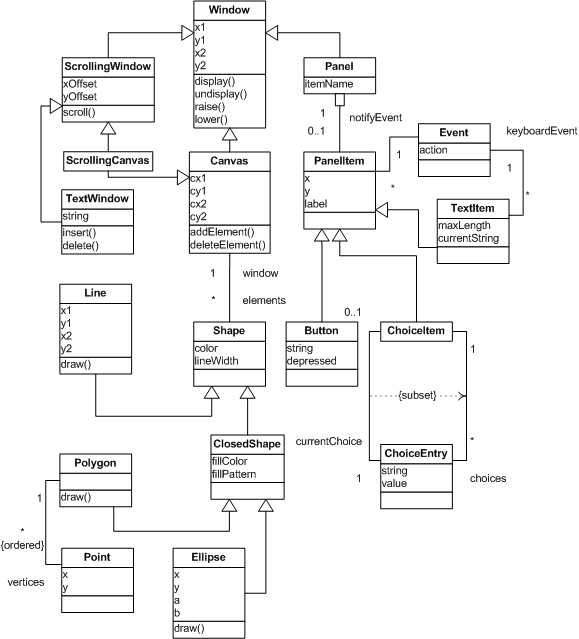 Window
x1
y1
x2
y2
display()
undisplay()
raise()
lower()
ScrollingWindow
xOffset
yOffset
scroll()
Panel
itemName
1
notifyEvent
0..1
Event
action
keyboardEvent
1
1
*
*
ScrollingCanvas
Canvas
cx1
cy1
cx2
cy2
addElement()
deleteElement()
PanelItem
x
y
label
TextWindow
string
insert()
delete()
TextItem
maxLength
currentString
1
window
*
elements
Line
x1
y1
x2
y2
draw()
Shape
color
lineWidth
0..1
Button
string
depressed
ChoiceItem
1
{subset}
*
currentChoice
1
choices
ChoiceEntry
string
value
ClosedShape
fillColor
fillPattern
Polygon
draw()
1
*
{ordered}
vertices
Point
x
y
Ellipse
x
y
a
b
draw()